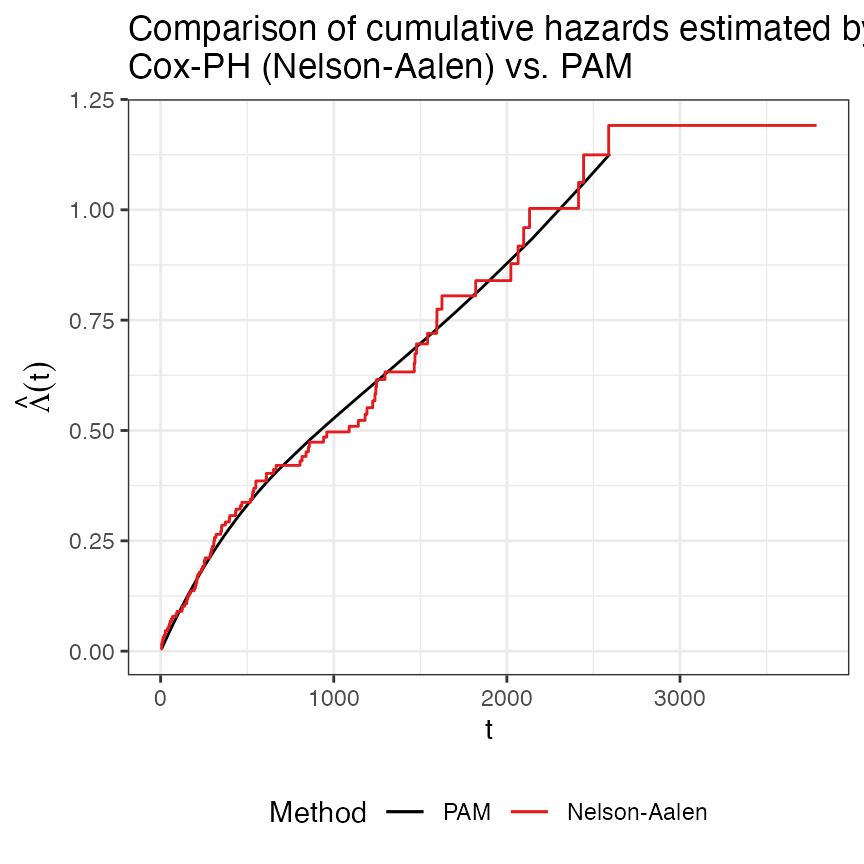 Comparison of cumulative hazards estimated by
Cox-PH (Nelson-Aalen) vs. PAM
1.25
1.00
0.75
0.50
0.25
0.00
Λ̂(t)
0 1000 2000 3000
t
Method PAM Nelson-Aalen